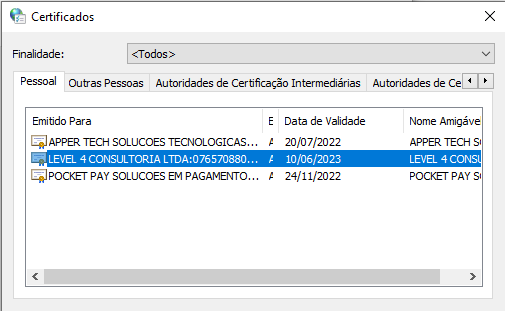 Certificados
Finalidade: <Todos>
Pessoal Outras Pessoas Autoridades de Certificação Intermediárias Autoridades de Ce
Emitido Para E Data de Validade Nome Amigável
APPER TECH SOLUCOES TECNOLOGICAS... A 20/07/2022 APPER TECH S
LEVEL 4 CONSULTORIA LTDA:076570880... A 10/06/2023 LEVEL 4 CONSU
POCKET PAY SOLUCOES EM PAGAMENTO... A 24/11/2022 POCKET PAY S